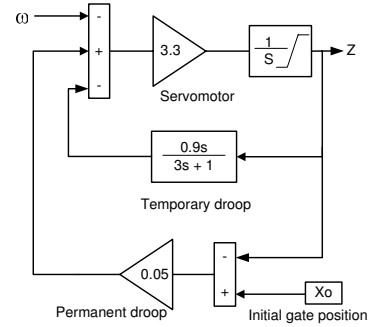 ω
-
+
-
3.3
1
S
Z
Servomotor
0.9s
3s + 1
Temporary droop
0.05
-
+
Xo
Permanent droop
Initial gate position